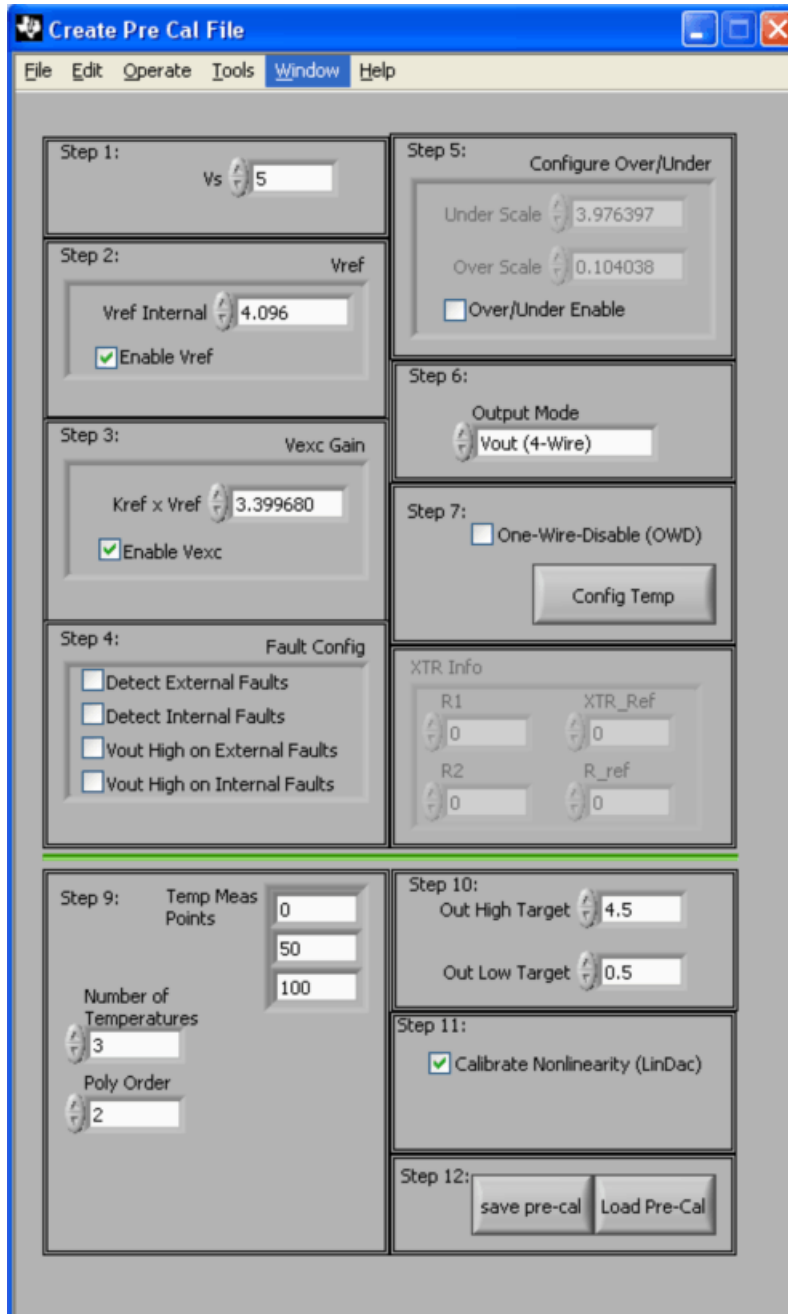 Create Pre Cal File
File Edit Operate Tools Window Help
Step 1:
Vs 5
Step 2:
Vref
Vref Internal 4.096
Enable Vref
Step 3:
Vexc Gain
Kref x Vref 3.399680
Enable Vexc
Step 4:
Fault Config
Detect External Faults
Detect Internal Faults
Vout High on External Faults
Vout High on Internal Faults
Step 5:
Configure Over/Under
Under Scale 3.976397
Over Scale 0.104038
Over/Under Enable
Step 6:
Output Mode
Vout (4-Wire)
Step 7:
One-Wire-Disable (OWD)
Config Temp
XTR Info
R1 XTR_Ref
0 0
R2 R_ref
0 0
Step 9:
Temp Meas
Points
0
50
100
Number of
Temperatures
3
Poly Order
2
Step 10:
Out High Target 4.5
Out Low Target 0.5
Step 11:
Calibrate Nonlinearity (LinDac)
Step 12:
save pre-cal Load Pre-Cal